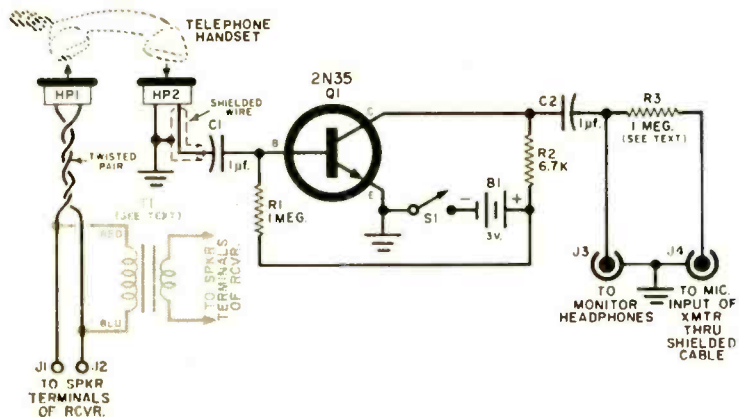 TELEPHONE
HANDSET
HP1
HP2
SHIELDED
WIRE
TWISTED
PAIR
T1
(SEE TEXT)
RED
BLU
TO SPKR
TERMINALS
OF RCVR.
J1
J2
TO SPKR
TERMINALS
OF RCVR.
C1
1µf.
R1
1 MEG.
2N35
Q1
B
C
E
S1
B1
- +
3V.
R2
6.7K
C2
1µf.
R3
1 MEG.
(SEE TEXT)
J3
TO
MONITOR
HEADPHONES
J4
TO MIC.
INPUT OF
XMTR
THRU
SHIELDED
CABLE